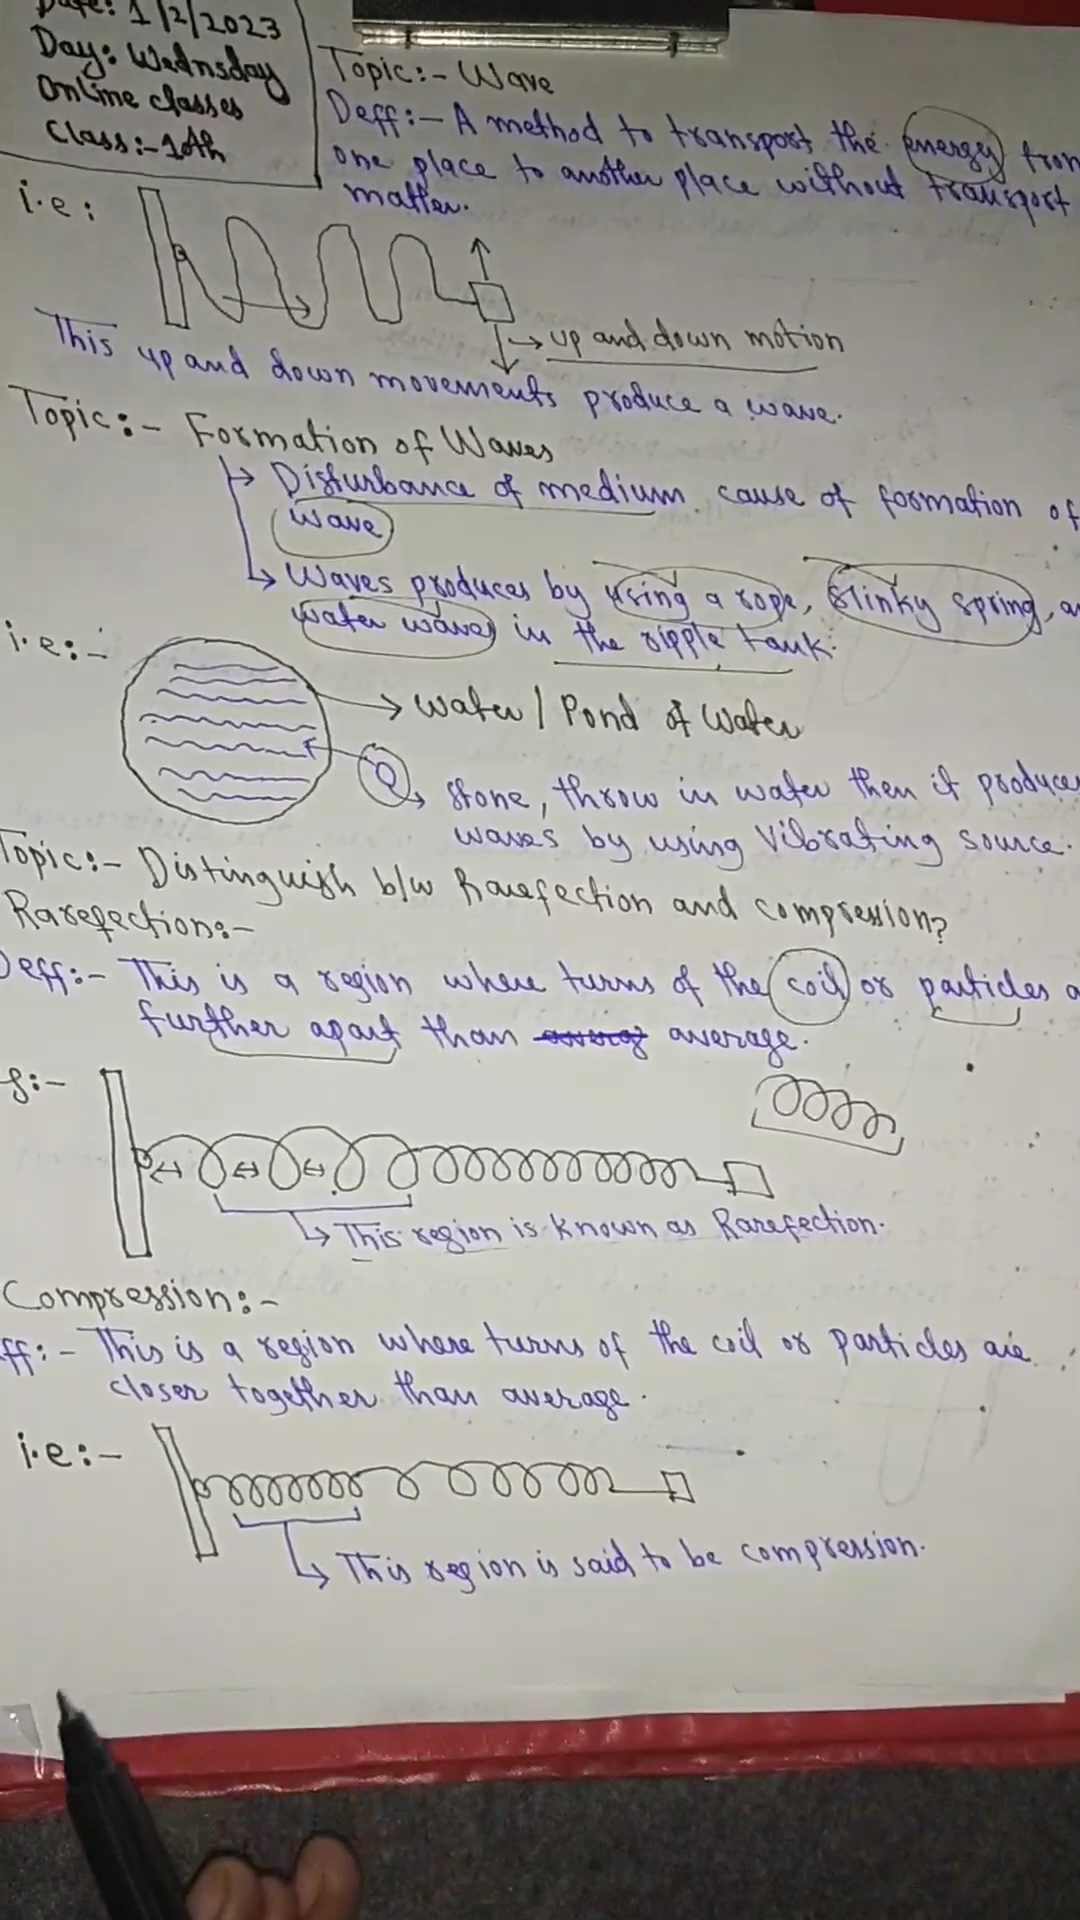 Date: 1/2/2023
Day: Wednsday
Online classes
Class:-10th
Topic:- Wave
Deff:- A method to transport the energy from
one place to another place without transport
matter.
i.e:
→ up and down motion
This up and down movements produce a wave.
Topic:- Formation of Waves
→ Disturbance of medium cause of formation of
wave
→ Waves produces by using a rope, slinky spring,
water waves in the ripple tank.
i.e:-
→ Water / Pond of Water
→ stone, throw in water then it produces
waves by using Vibrating source.
Topic:- Distinguish b/w Rarefection and compression?
Rarefection:-
Deff:- This is a region where turns of the coil or particles
further apart than average.
→ This region is known as Rarefection.
Compression:-
This is a region where turns of the coil or particles are
closer together than average.
i.e:-
→ This region is said to be compression.